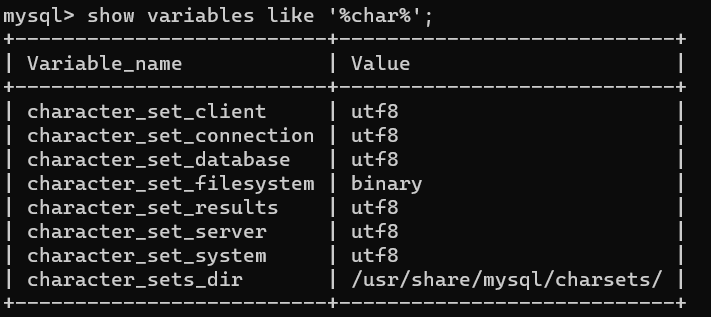 mysql> show variables like '%char%';
+--------------------------+----------------------------+
| Variable_name            | Value                      |
+--------------------------+----------------------------+
| character_set_client     | utf8                       |
| character_set_connection | utf8                       |
| character_set_database   | utf8                       |
| character_set_filesystem | binary                     |
| character_set_results    | utf8                       |
| character_set_server     | utf8                       |
| character_set_system     | utf8                       |
| character_sets_dir       | /usr/share/mysql/charsets/ |
+--------------------------+----------------------------+